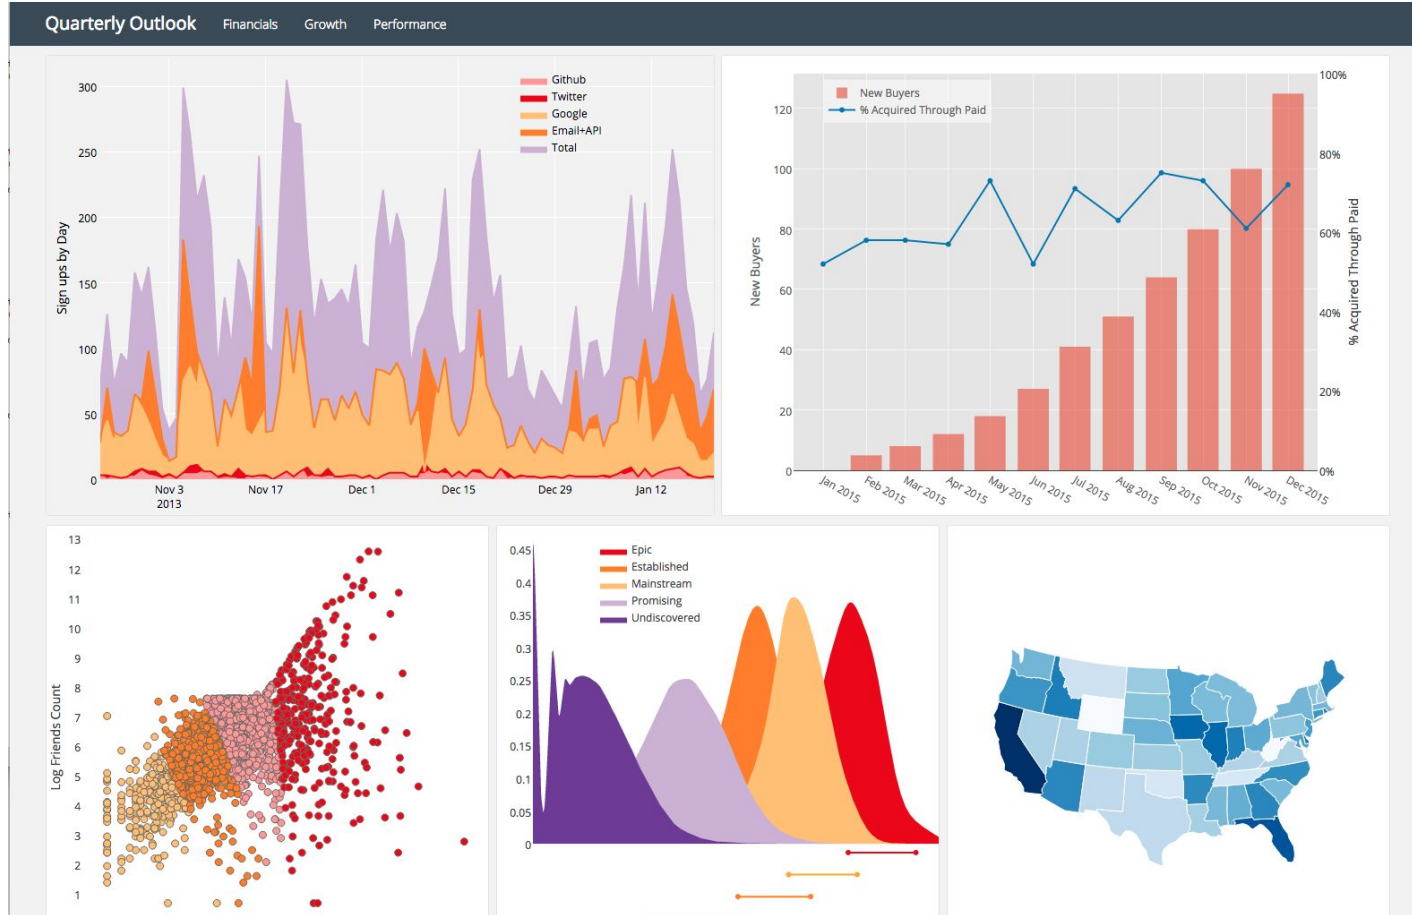 Quarterly Outlook Financials Growth Performance
Github
Twitter
Google
Email+API
Total
300
250
200
150
100
50
0
Sign ups by Day
Nov 3
2013
Nov 17
Dec 1
Dec 15
Dec 29
Jan 12
New Buyers
% Acquired Through Paid
120
100
80
60
40
20
0
New Buyers
100%
80%
60%
40%
20%
0%
% Acquired Through Paid
Jan 2015
Feb 2015
Mar 2015
Apr 2015
May 2015
Jun 2015
Jul 2015
Aug 2015
Sep 2015
Oct 2015
Nov 2015
Dec 2015
13
12
11
10
9
8
7
6
5
4
3
2
1
Log Friends Count
0.45
0.4
0.35
0.3
0.25
0.2
0.15
0.1
0.05
0
Epic
Established
Mainstream
Promising
Undiscovered